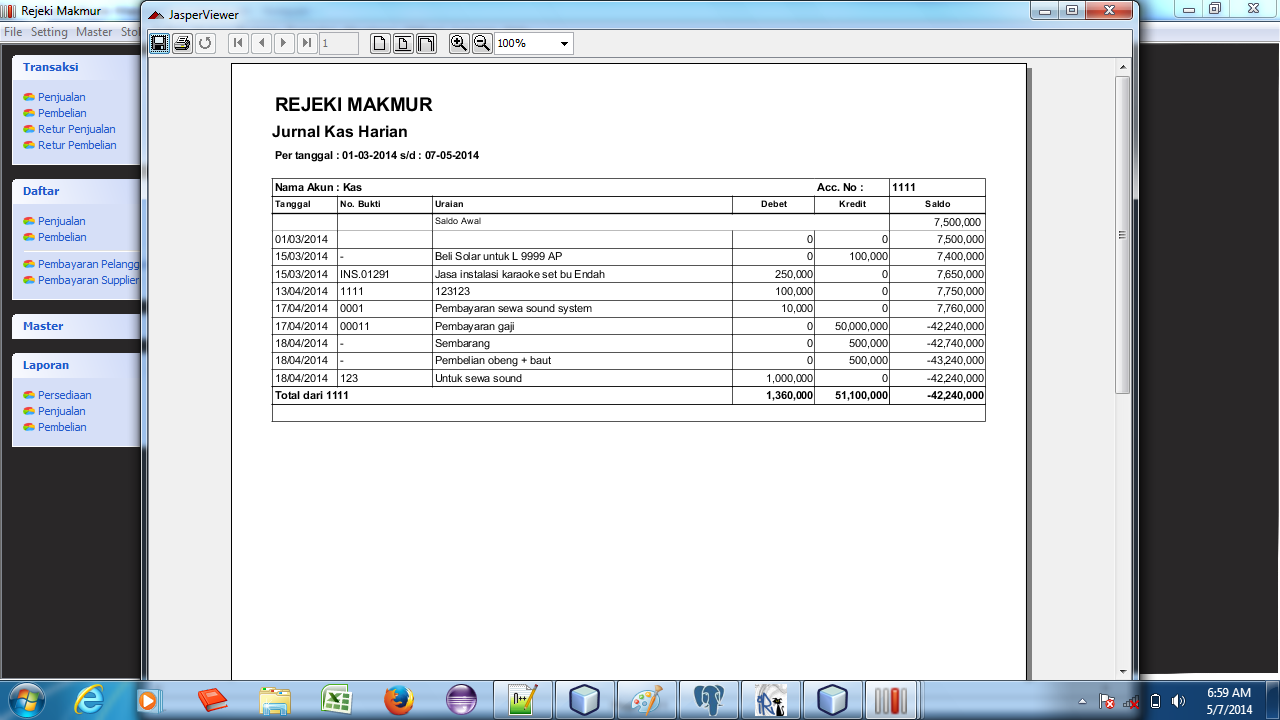 Rejeki Makmur
File Setting Master Sto
JasperViewer
1
100%
Transaksi
Penjualan
Pembelian
Retur Penjualan
Retur Pembelian
Daftar
Penjualan
Pembelian
Pembayaran Pelangg
Pembayaran Supplier
Master
Laporan
Persediaan
Penjualan
Pembelian
REJEKI MAKMUR
Jurnal Kas Harian
Per tanggal : 01-03-2014 s/d : 07-05-2014
Nama Akun : Kas Acc. No : 1111
Tanggal No. Bukti Uraian Debet Kredit Saldo
Saldo Awal 7,500,000
01/03/2014 0 0 7,500,000
15/03/2014 - Beli Solar untuk L 9999 AP 0 100,000 7,400,000
15/03/2014 INS.01291 Jasa instalasi karaoke set bu Endah 250,000 0 7,650,000
13/04/2014 1111 123123 100,000 0 7,750,000
17/04/2014 0001 Pembayaran sewa sound system 10,000 0 7,760,000
17/04/2014 00011 Pembayaran gaji 0 50,000,000 -42,240,000
18/04/2014 - Sembarang 0 500,000 -42,740,000
18/04/2014 - Pembelian obeng + baut 0 500,000 -43,240,000
18/04/2014 123 Untuk sewa sound 1,000,000 0 -42,240,000
Total dari 1111 1,360,000 51,100,000 -42,240,000
6:59 AM
5/7/2014